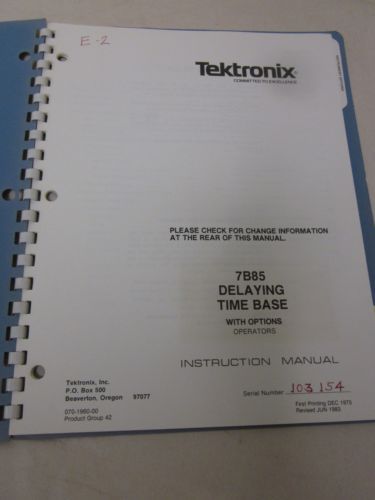 E-2
Tektronix®
COMMITTED TO EXCELLENCE
PLEASE CHECK FOR CHANGE INFORMATION
AT THE REAR OF THIS MANUAL.
7B85
DELAYING
TIME BASE
WITH OPTIONS
OPERATORS
INSTRUCTION MANUAL
Tektronix, Inc.
P.O. Box 500
Beaverton, Oregon 97077
Serial Number 103154
070-1960-00
Product Group 42
First Printing DEC 1975
Revised JUN 1983